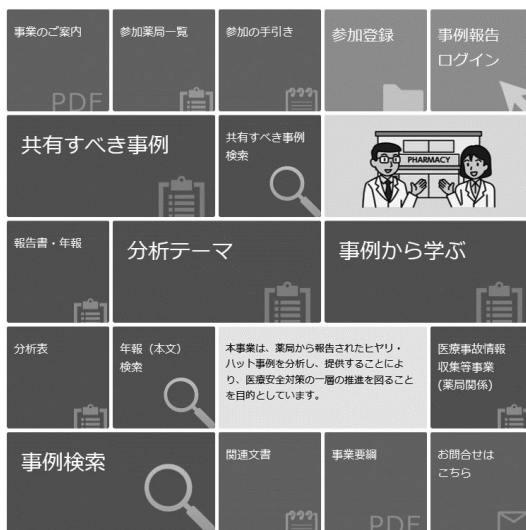 事業のご案内
PDF
参加薬局一覧
参加の手引き
参加登録
事例報告
ログイン
共有すべき事例
共有すべき事例
検索
PHARMACY
報告書・年報
分析テーマ
事例から学ぶ
分析表
年報（本文）
検索
本事業は、薬局から報告されたヒヤリ・
ハット事例を分析し、提供することによ
り、医療安全対策の一層の推進を図ること
を目的としています。
医療事故情報
収集等事業
(薬局関係)
事例検索
関連文書
事業要綱
PDF
お問合せは
こちら